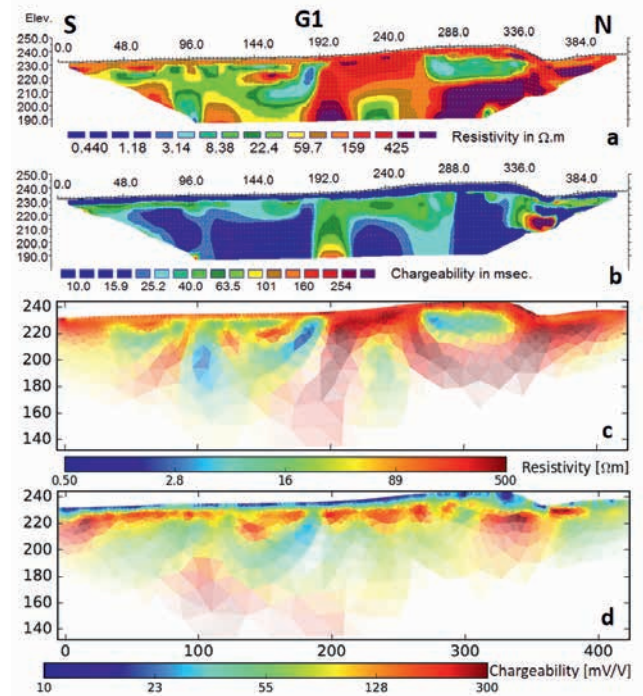 S G1 N
Elev. 0.0 48.0 96.0 144.0 192.0 240.0 288.0 336.0 384.0
250.0
240.0
230.0
220.0
210.0
200.0
190.0
0.440 1.18 3.14 8.38 22.4 59.7 159 425 Resistivity in Ω.m a
0.0 48.0 96.0 144.0 192.0 240.0 288.0 336.0 384.0
250.0
240.0
230.0
220.0
210.0
200.0
190.0
10.0 15.9 25.2 40.0 63.5 101 160 254 Chargeability in msec. b
240
220
200
180
160
140
c
0.50 2.8 16 89 500
Resistivity [Ωm]
240
220
200
180
160
140
d
0 100 200 300 400
Chargeability [mV/V]
10 23 55 128 300